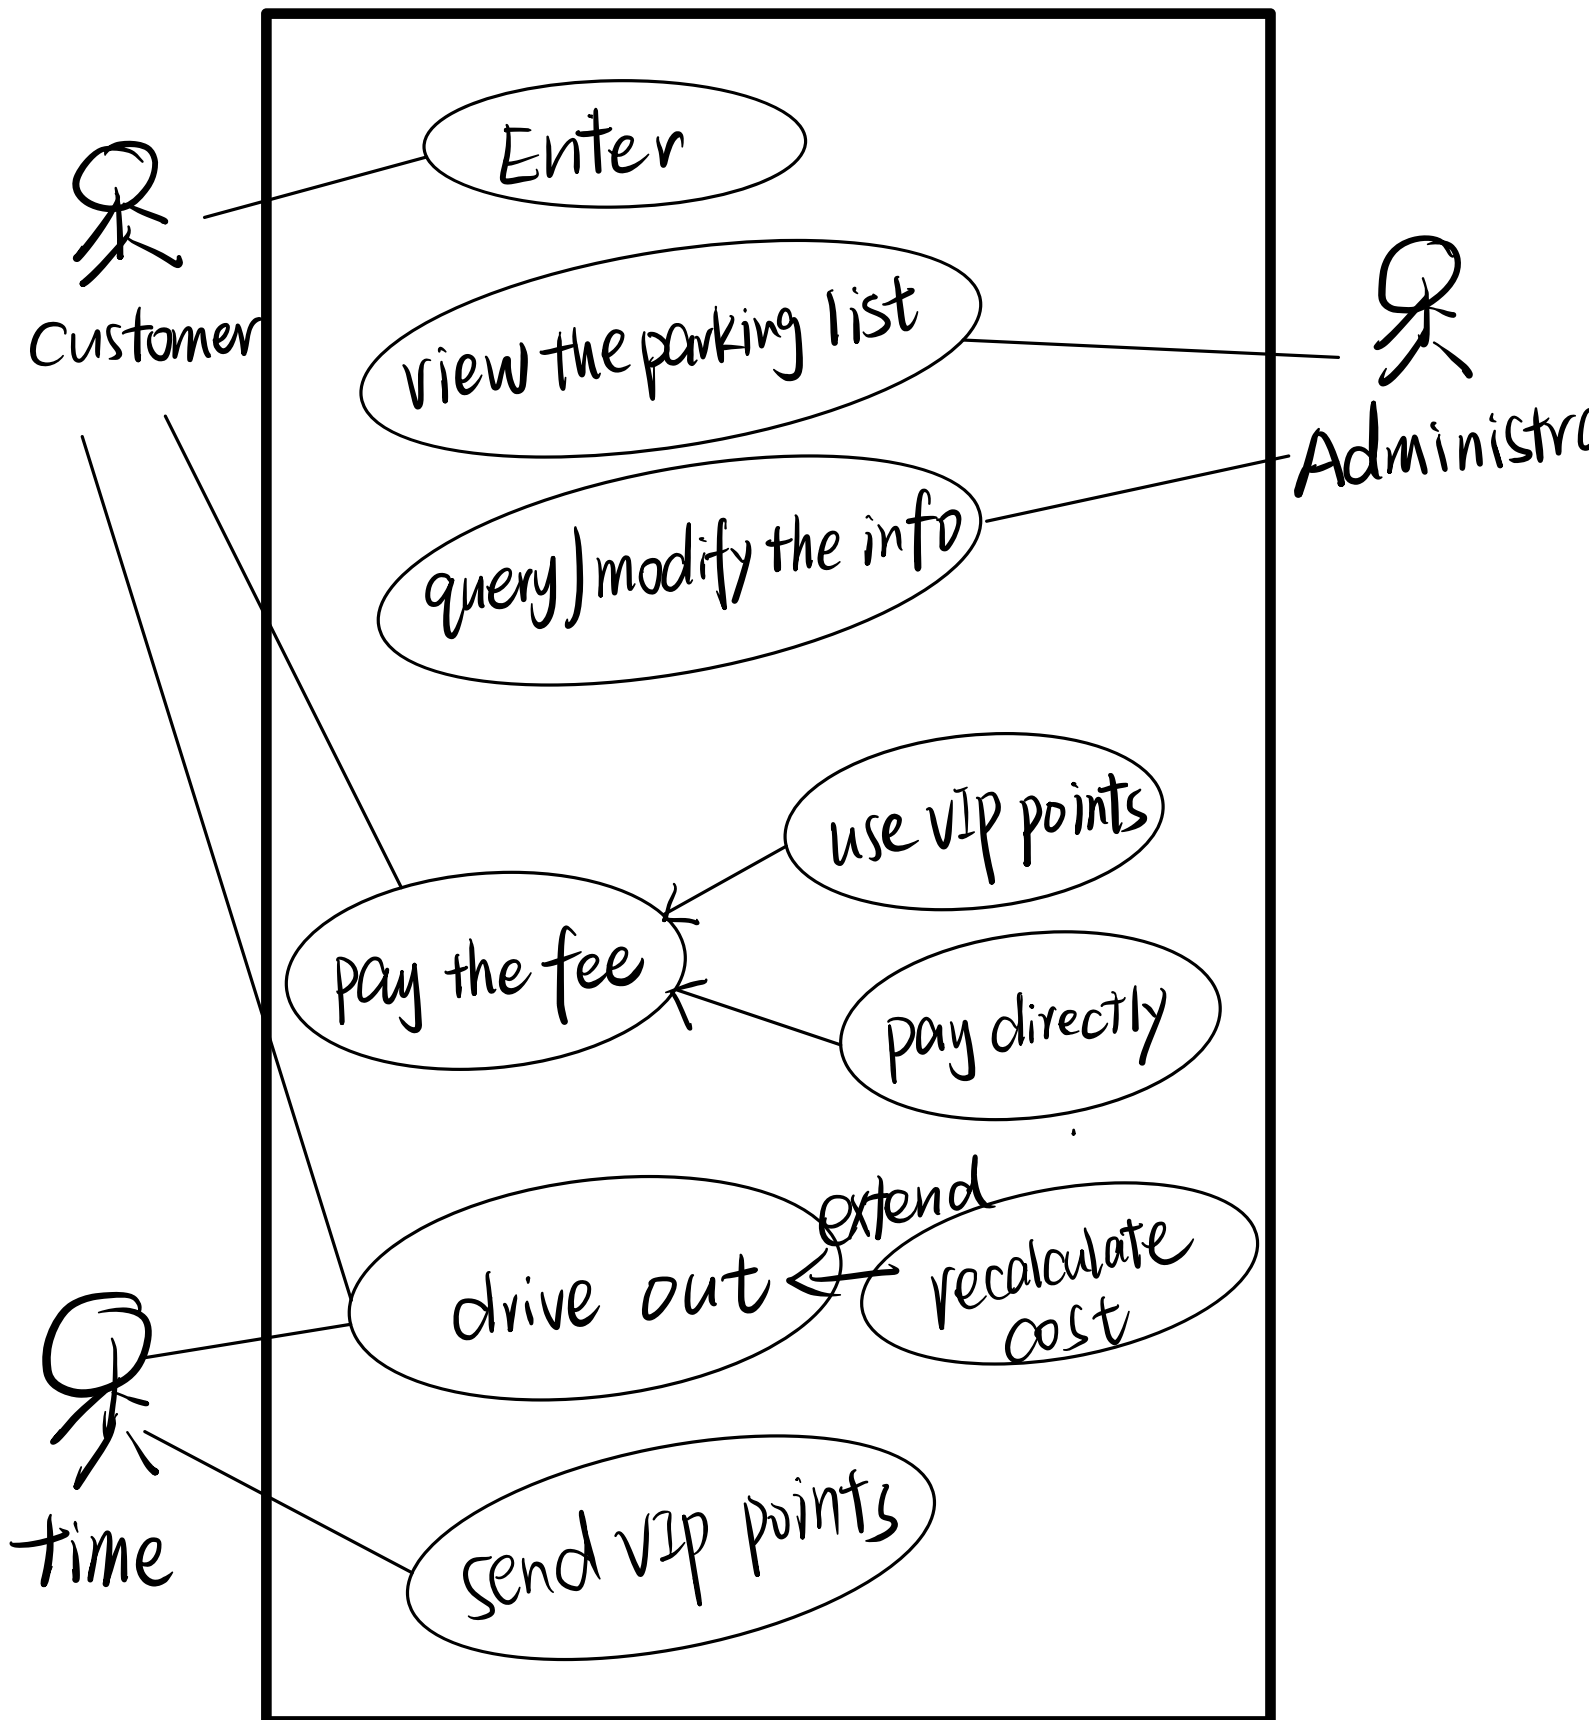 Enter
Customer
view the parking list
Administra
query)modify the info
use VIP points
pay the fee
pay directly
extend
drive out
recalculate
cost
send VIP points
time